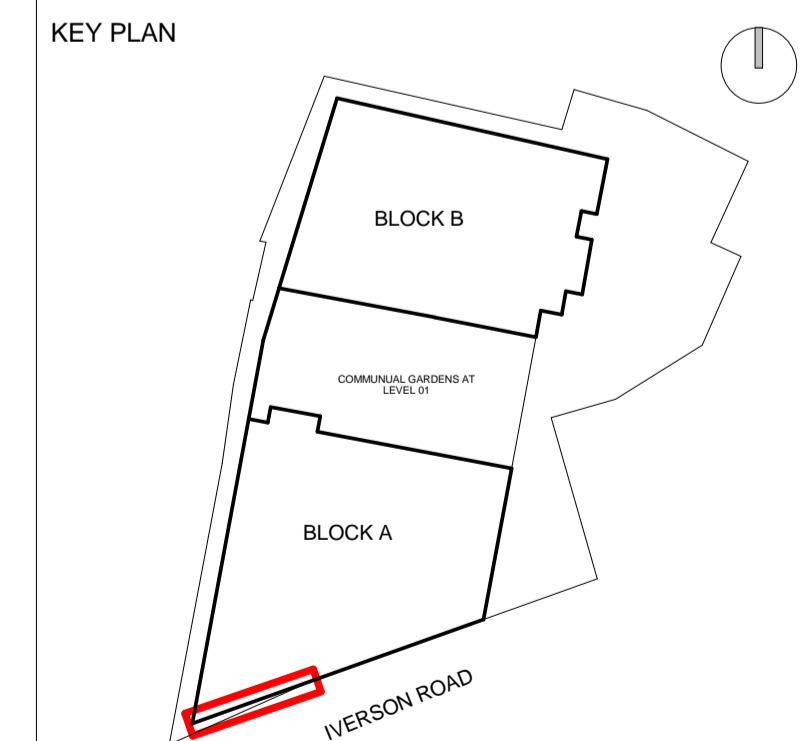 KEY PLAN
BLOCK B
COMMUNUAL GARDENS AT
LEVEL 01
BLOCK A
IVERSON ROAD